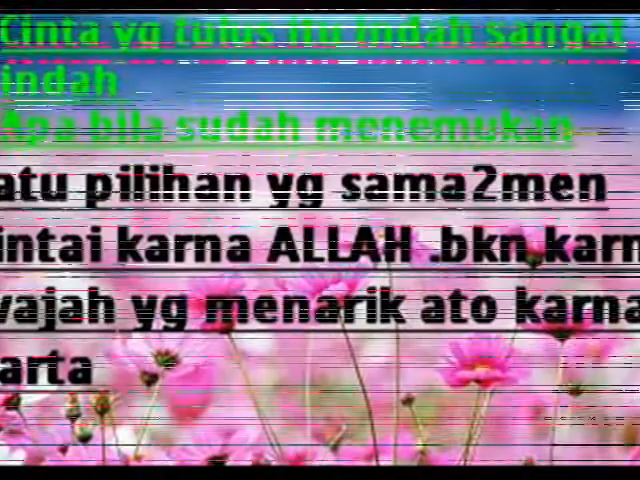 Cinta yg tulus itu indah sangat
indah
Apa bila sudah menemukan
atu pilihan yg sama2men
intai karna ALLAH .bkn karn
wajah yg menarik ato karna
arta